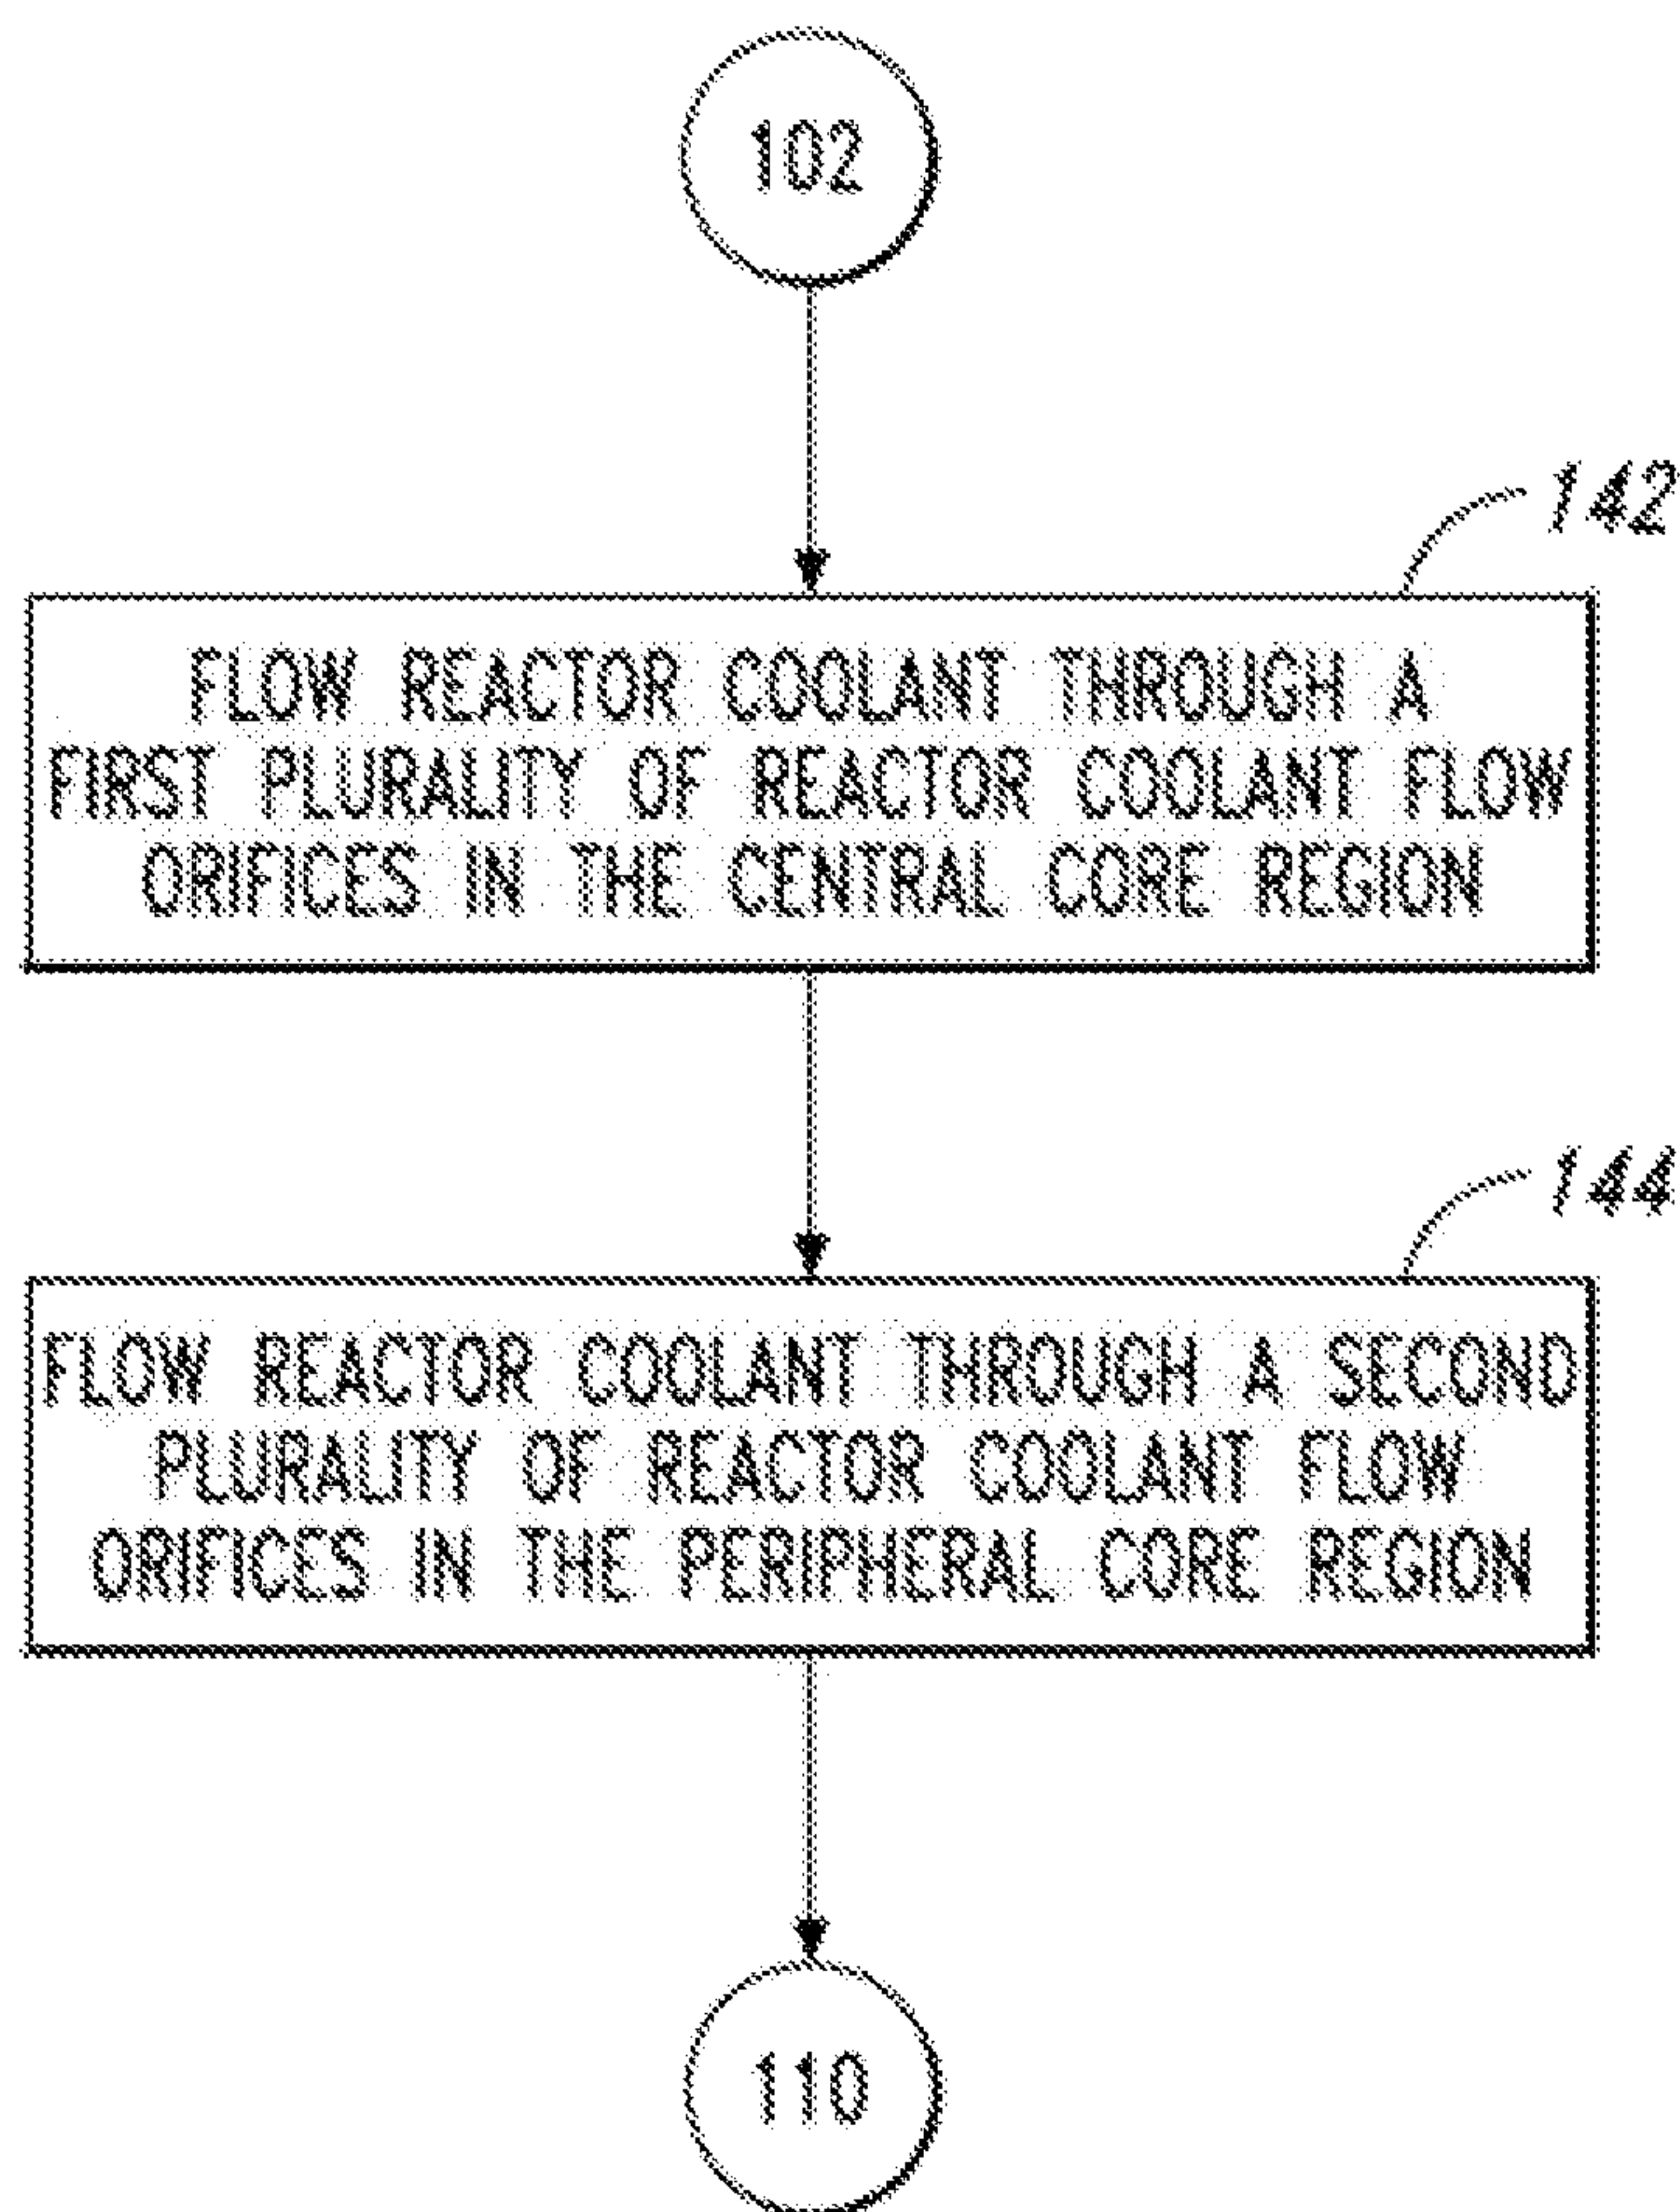 102
142
FLOW REACTOR COOLANT THROUGH A
FIRST PLURALITY OF REACTOR COOLANT FLOW
ORIFICES IN THE CENTRAL CORE REGION
144
FLOW REACTOR COOLANT THROUGH A SECOND
PLURALITY OF REACTOR COOLANT FLOW
ORIFICES IN THE PERIPHERAL CORE REGION
110